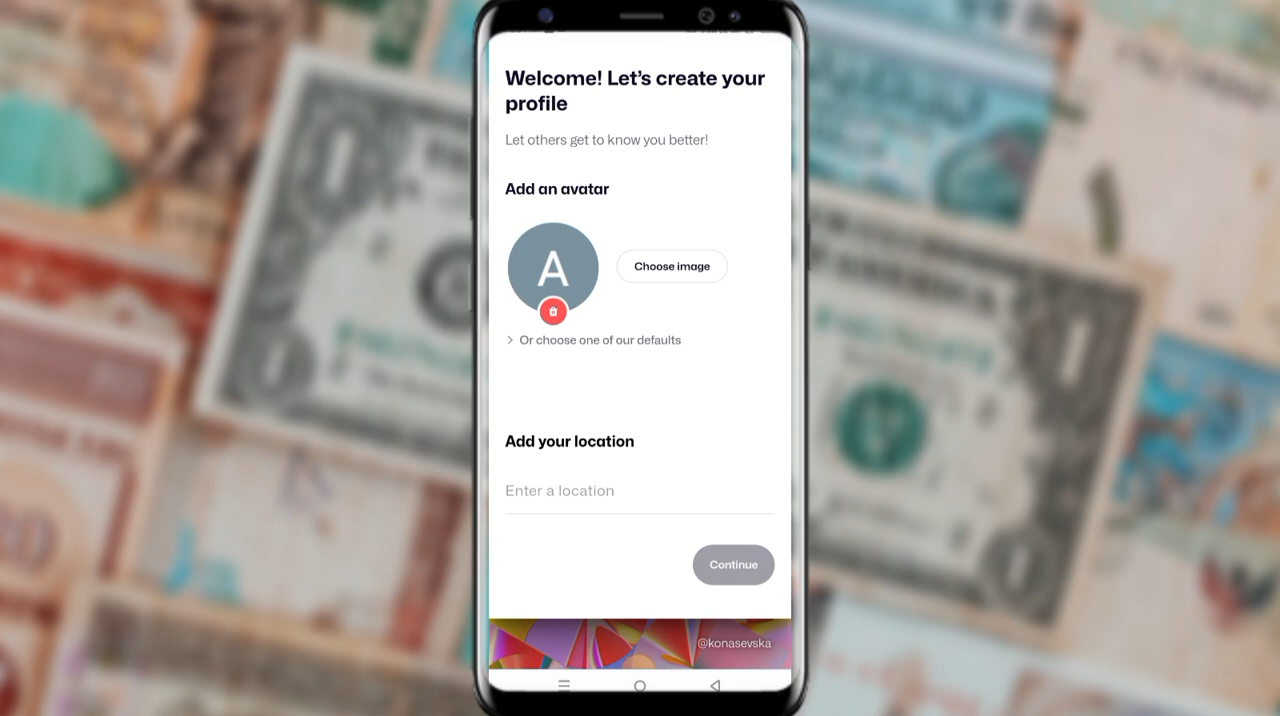 Welcome! Let's create your
profile
Let others get to know you better!
Add an avatar
A
Choose image
Or choose one of our defaults
Add your location
Enter a location
Continue
@konasevska